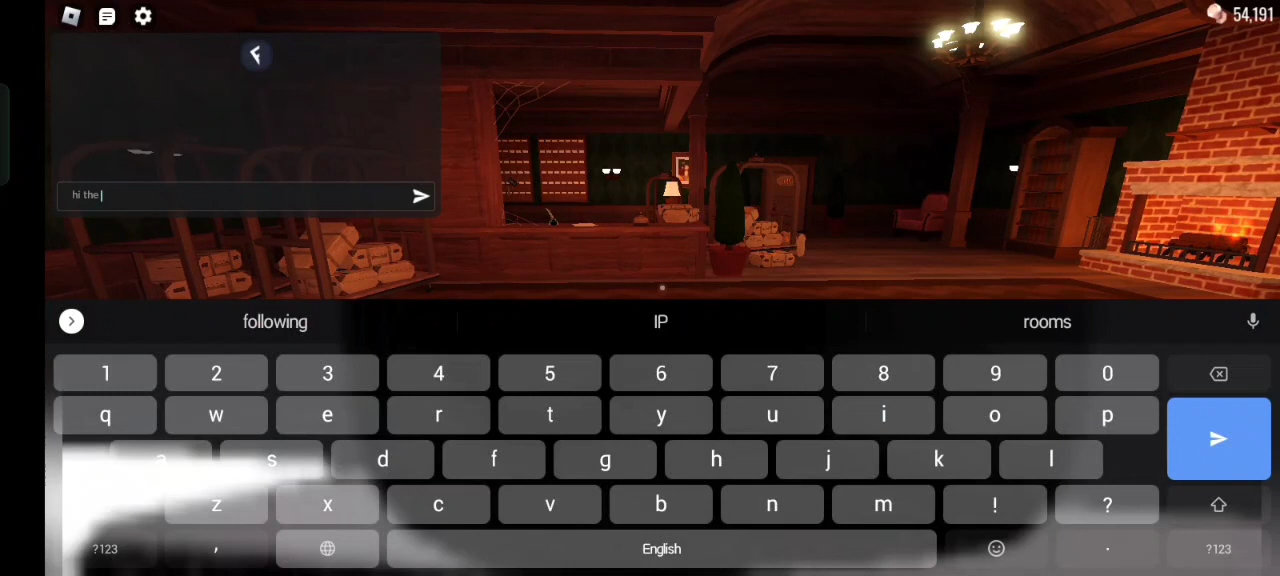 54,191
hi the
following IP rooms
1 2 3 4 5 6 7 8 9 0
q w e r t y u i o p
a s d f g h j k l
z x c v b n m ! ?
?123 , English . ?123